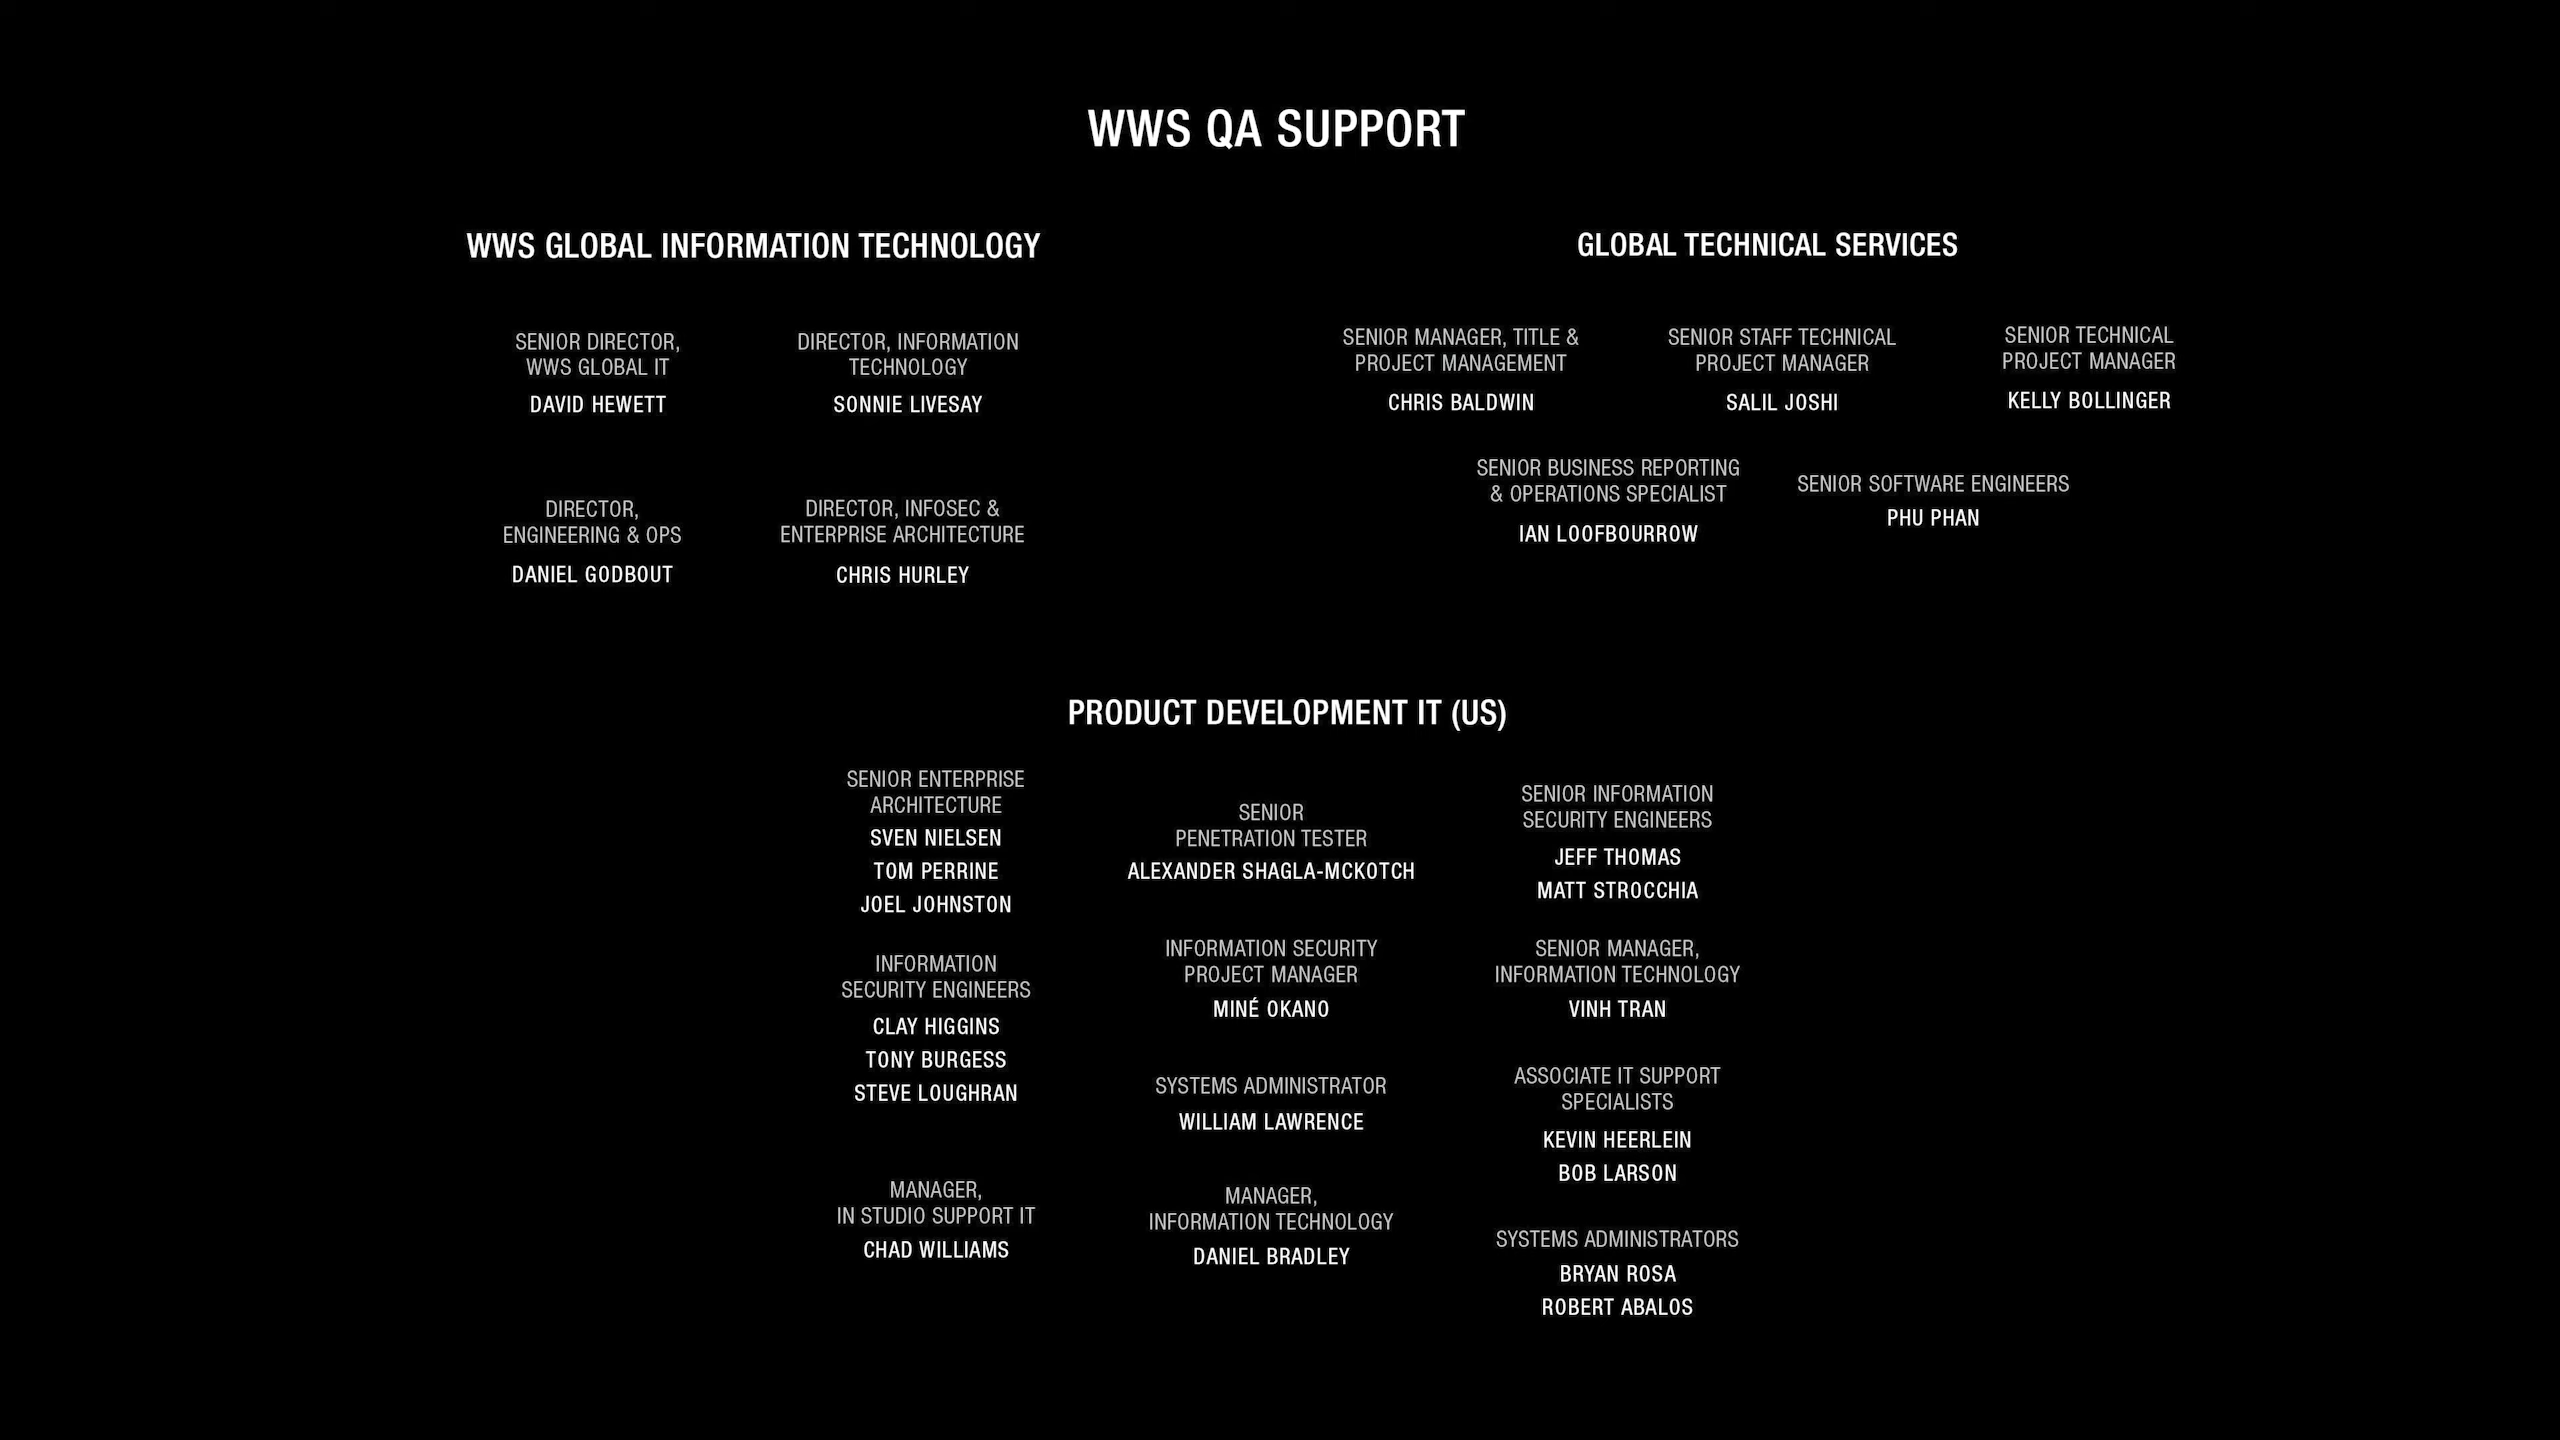 WWS QA SUPPORT
WWS GLOBAL INFORMATION TECHNOLOGY
SENIOR DIRECTOR,
WWS GLOBAL IT
DAVID HEWETT
DIRECTOR, INFORMATION
TECHNOLOGY
SONNIE LIVESAY
DIRECTOR,
ENGINEERING & OPS
DANIEL GODBOUT
DIRECTOR, INFOSEC &
ENTERPRISE ARCHITECTURE
CHRIS HURLEY
GLOBAL TECHNICAL SERVICES
SENIOR MANAGER, TITLE &
PROJECT MANAGEMENT
CHRIS BALDWIN
SENIOR STAFF TECHNICAL
PROJECT MANAGER
SALIL JOSHI
SENIOR TECHNICAL
PROJECT MANAGER
KELLY BOLLINGER
SENIOR BUSINESS REPORTING
& OPERATIONS SPECIALIST
IAN LOOFBOURROW
SENIOR SOFTWARE ENGINEERS
PHU PHAN
PRODUCT DEVELOPMENT IT (US)
SENIOR ENTERPRISE
ARCHITECTURE
SVEN NIELSEN
TOM PERRINE
JOEL JOHNSTON
SENIOR
PENETRATION TESTER
ALEXANDER SHAGLA-MCKOTCH
SENIOR INFORMATION
SECURITY ENGINEERS
JEFF THOMAS
MATT STROCCHIA
INFORMATION
SECURITY ENGINEERS
CLAY HIGGINS
TONY BURGESS
STEVE LOUGHRAN
INFORMATION SECURITY
PROJECT MANAGER
MINÉ OKANO
SENIOR MANAGER,
INFORMATION TECHNOLOGY
VINH TRAN
SYSTEMS ADMINISTRATOR
WILLIAM LAWRENCE
ASSOCIATE IT SUPPORT
SPECIALISTS
KEVIN HEERLEIN
BOB LARSON
MANAGER,
IN STUDIO SUPPORT IT
CHAD WILLIAMS
MANAGER,
INFORMATION TECHNOLOGY
DANIEL BRADLEY
SYSTEMS ADMINISTRATORS
BRYAN ROSA
ROBERT ABALOS